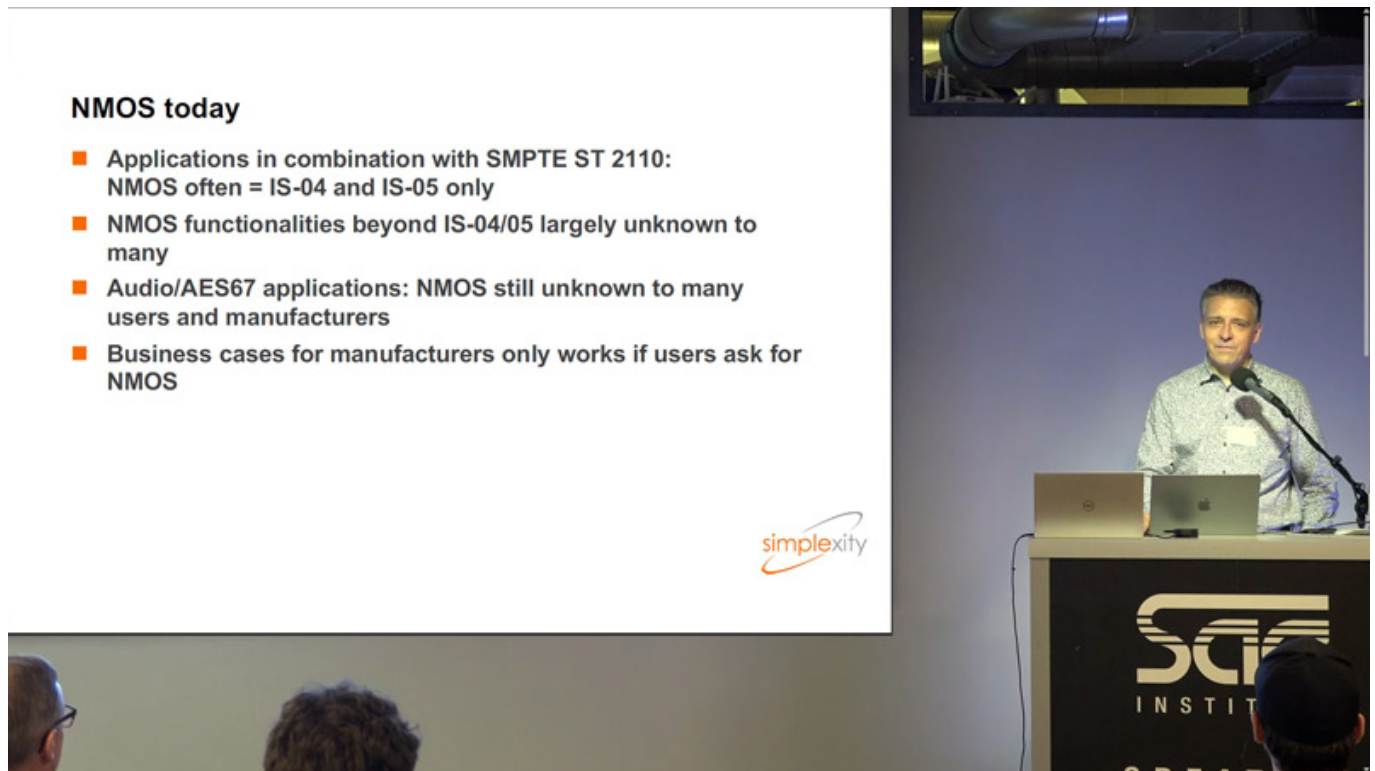 NMOS today
Applications in combination with SMPTE ST 2110:
NMOS often = IS-04 and IS-05 only
NMOS functionalities beyond IS-04/05 largely unknown to
many
Audio/AES67 applications: NMOS still unknown to many
users and manufacturers
Business cases for manufacturers only works if users ask for
NMOS
simplexity
sae
INSTIT